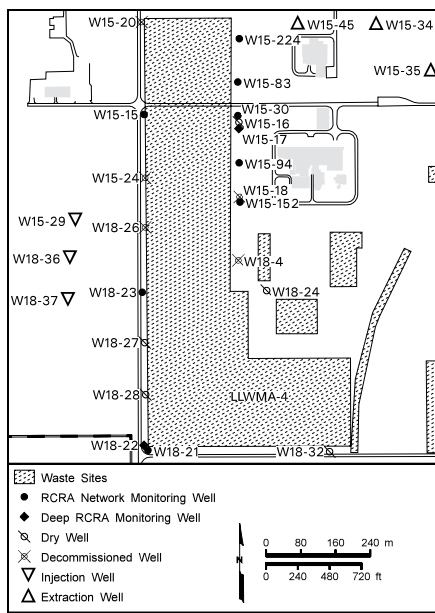 W15-20
W15-45
W15-34
W15-224
W15-35
W15-83
W15-15
W15-30
W15-16
W15-17
W15-94
W15-24
W15-18
W15-152
W15-29
W18-26
W18-36
W18-4
W18-37
W18-23
W18-24
W18-27
W18-28
LLWMA-4
W18-22
W18-21
W18-32
Waste Sites
RCRA Network Monitoring Well
Deep RCRA Monitoring Well
Dry Well
Decommissioned Well
Injection Well
Extraction Well
N
0 80 160 240 m
0 240 480 720 ft